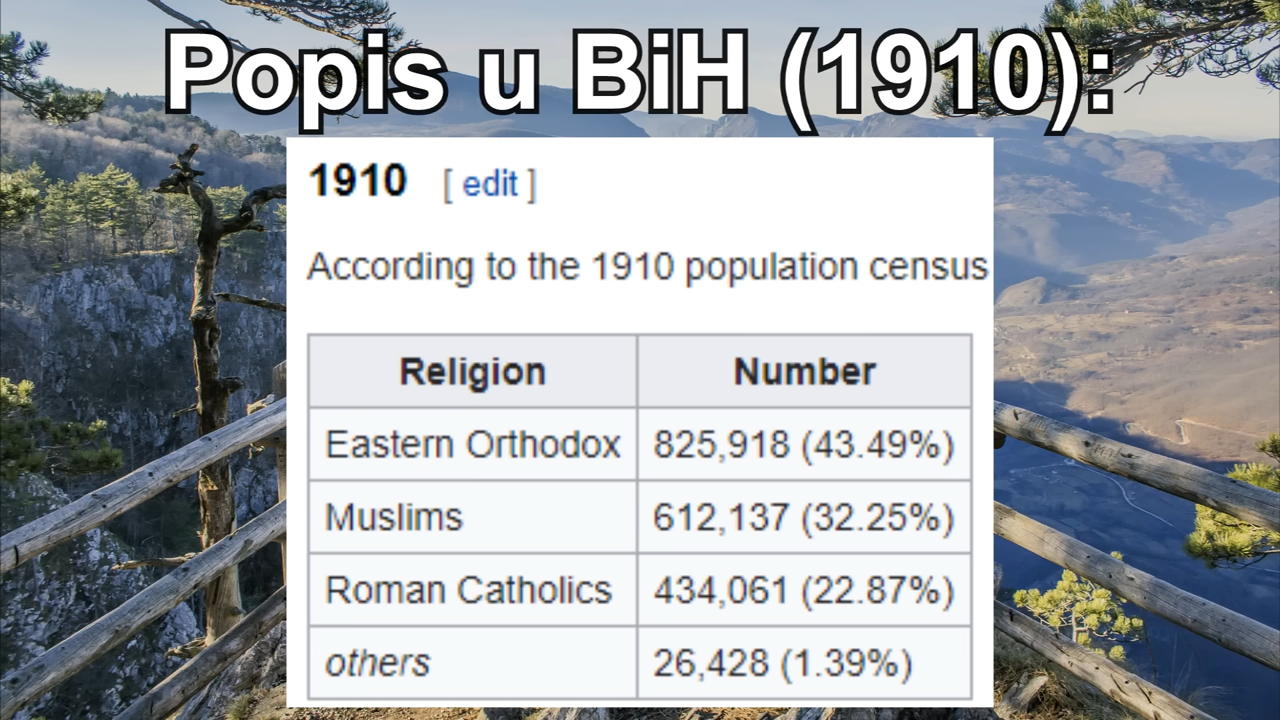 Popis u BiH (1910):
1910 [ edit ]
According to the 1910 population census
Religion Number
Eastern Orthodox 825,918 (43.49%)
Muslims 612,137 (32.25%)
Roman Catholics 434,061 (22.87%)
others 26,428 (1.39%)